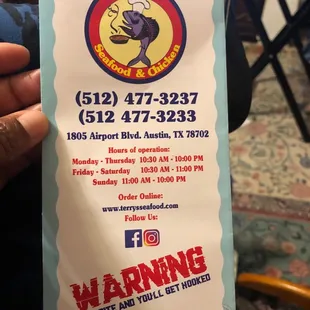 Seafood & Chicken
(512) 477-3237
(512 477-3233
1805 Airport Blvd. Austin, TX 78702
Hours of operation:
Monday - Thursday 10:30 AM - 10:00 PM
Friday - Saturday 10:30 AM - 11:00 PM
Sunday 11:00 AM - 10:00 PM
Order Online:
www.terrysseafood.com
Follow Us:
WARNING
BITE AND YOU'LL GET HOOKED